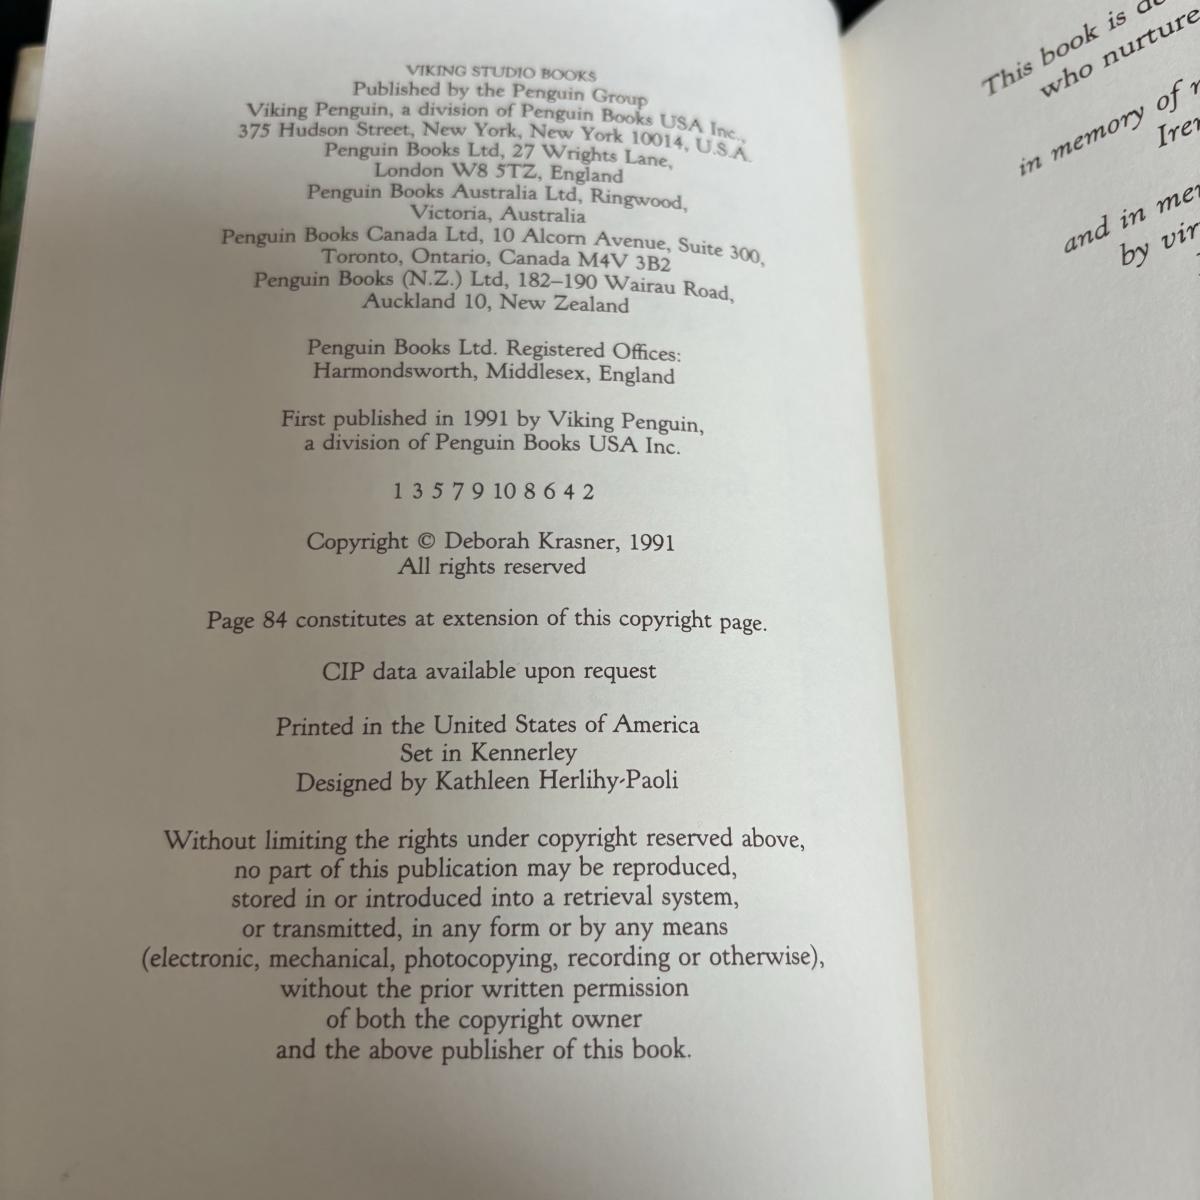 VIKING STUDIO BOOKS
Published by the Penguin Group
Viking Penguin, a division of Penguin Books USA Inc.,
375 Hudson Street, New York, New York 10014, U.S.A.
Penguin Books Ltd, 27 Wrights Lane,
London W8 5TZ, England
Penguin Books Australia Ltd, Ringwood,
Victoria, Australia
Penguin Books Canada Ltd, 10 Alcorn Avenue, Suite 300,
Toronto, Ontario, Canada M4V 3B2
Penguin Books (N.Z.) Ltd, 182–190 Wairau Road,
Auckland 10, New Zealand
Penguin Books Ltd. Registered Offices:
Harmondsworth, Middlesex, England
First published in 1991 by Viking Penguin,
a division of Penguin Books USA Inc.
1 3 5 7 9 10 8 6 4 2
Copyright © Deborah Krasner, 1991
All rights reserved
Page 84 constitutes at extension of this copyright page.
CIP data available upon request
Printed in the United States of America
Set in Kennerley
Designed by Kathleen Herlihy-Paoli
Without limiting the rights under copyright reserved above,
no part of this publication may be reproduced,
stored in or introduced into a retrieval system,
or transmitted, in any form or by any means
(electronic, mechanical, photocopying, recording or otherwise),
without the prior written permission
of both the copyright owner
and the above publisher of this book.
This book is
who nurture
in memory of
and in
by